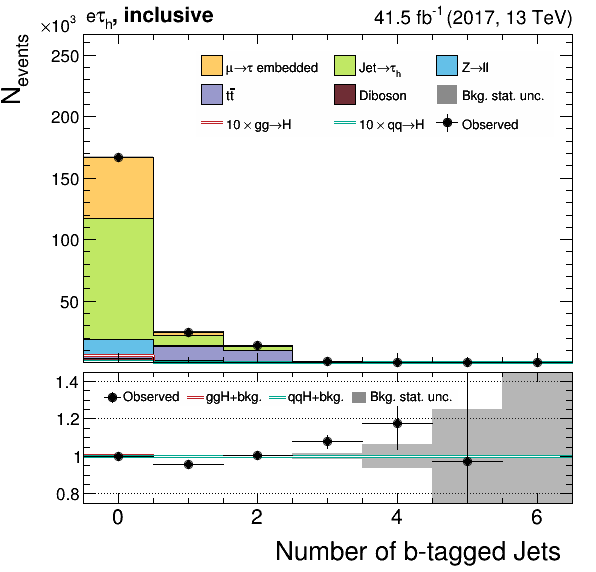 ×10³ eτh, inclusive 41.5 fb⁻¹ (2017, 13 TeV)
Nevents
250
200
150
100
50
μ→τ embedded Jet→τh Z→ll
tt̄ Diboson Bkg. stat. unc.
10 × gg→H 10 × qq→H Observed
1.4
1.2
1
0.8
Observed ggH+bkg. qqH+bkg. Bkg. stat. unc.
0 2 4 6
Number of b-tagged Jets